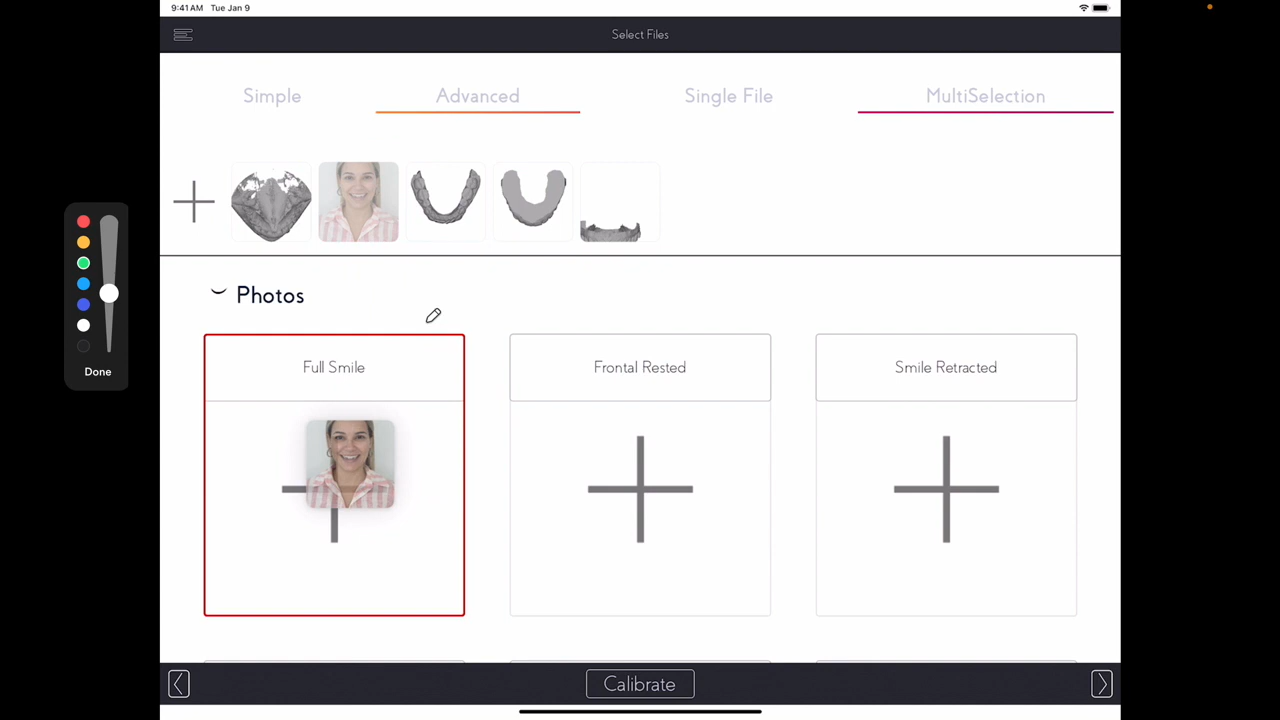 9:41 AM Tue Jan 9
Select Files
Simple
Advanced
Single File
MultiSelection
Photos
Full Smile
Frontal Rested
Smile Retracted
Done
Calibrate